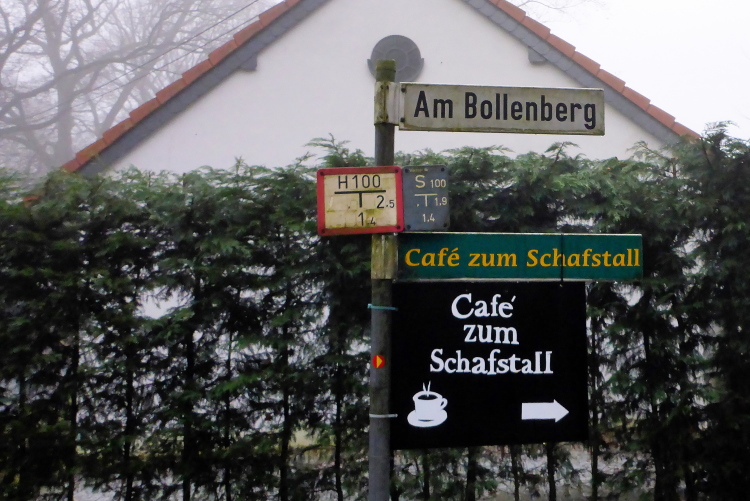 Am Bollenberg
H100
2.5
1.4
S 100
1.9
1.4
Café zum Schafstall
Café
zum
Schafstall